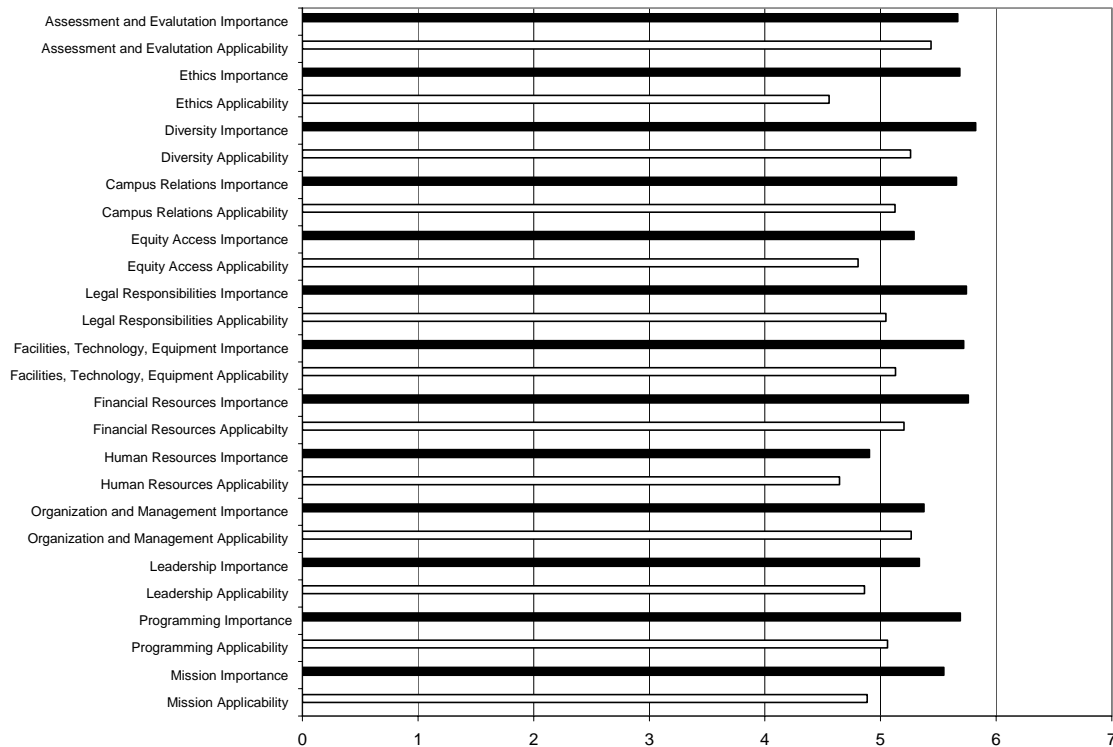 Assessment and Evalutation Importance
Assessment and Evalutation Applicability
Ethics Importance
Ethics Applicability
Diversity Importance
Diversity Applicability
Campus Relations Importance
Campus Relations Applicability
Equity Access Importance
Equity Access Applicability
Legal Responsibilities Importance
Legal Responsibilities Applicability
Facilities, Technology, Equipment Importance
Facilities, Technology, Equipment Applicability
Financial Resources Importance
Financial Resources Applicabilty
Human Resources Importance
Human Resources Applicability
Organization and Management Importance
Organization and Management Applicability
Leadership Importance
Leadership Applicability
Programming Importance
Programming Applicability
Mission Importance
Mission Applicability
0 1 2 3 4 5 6 7